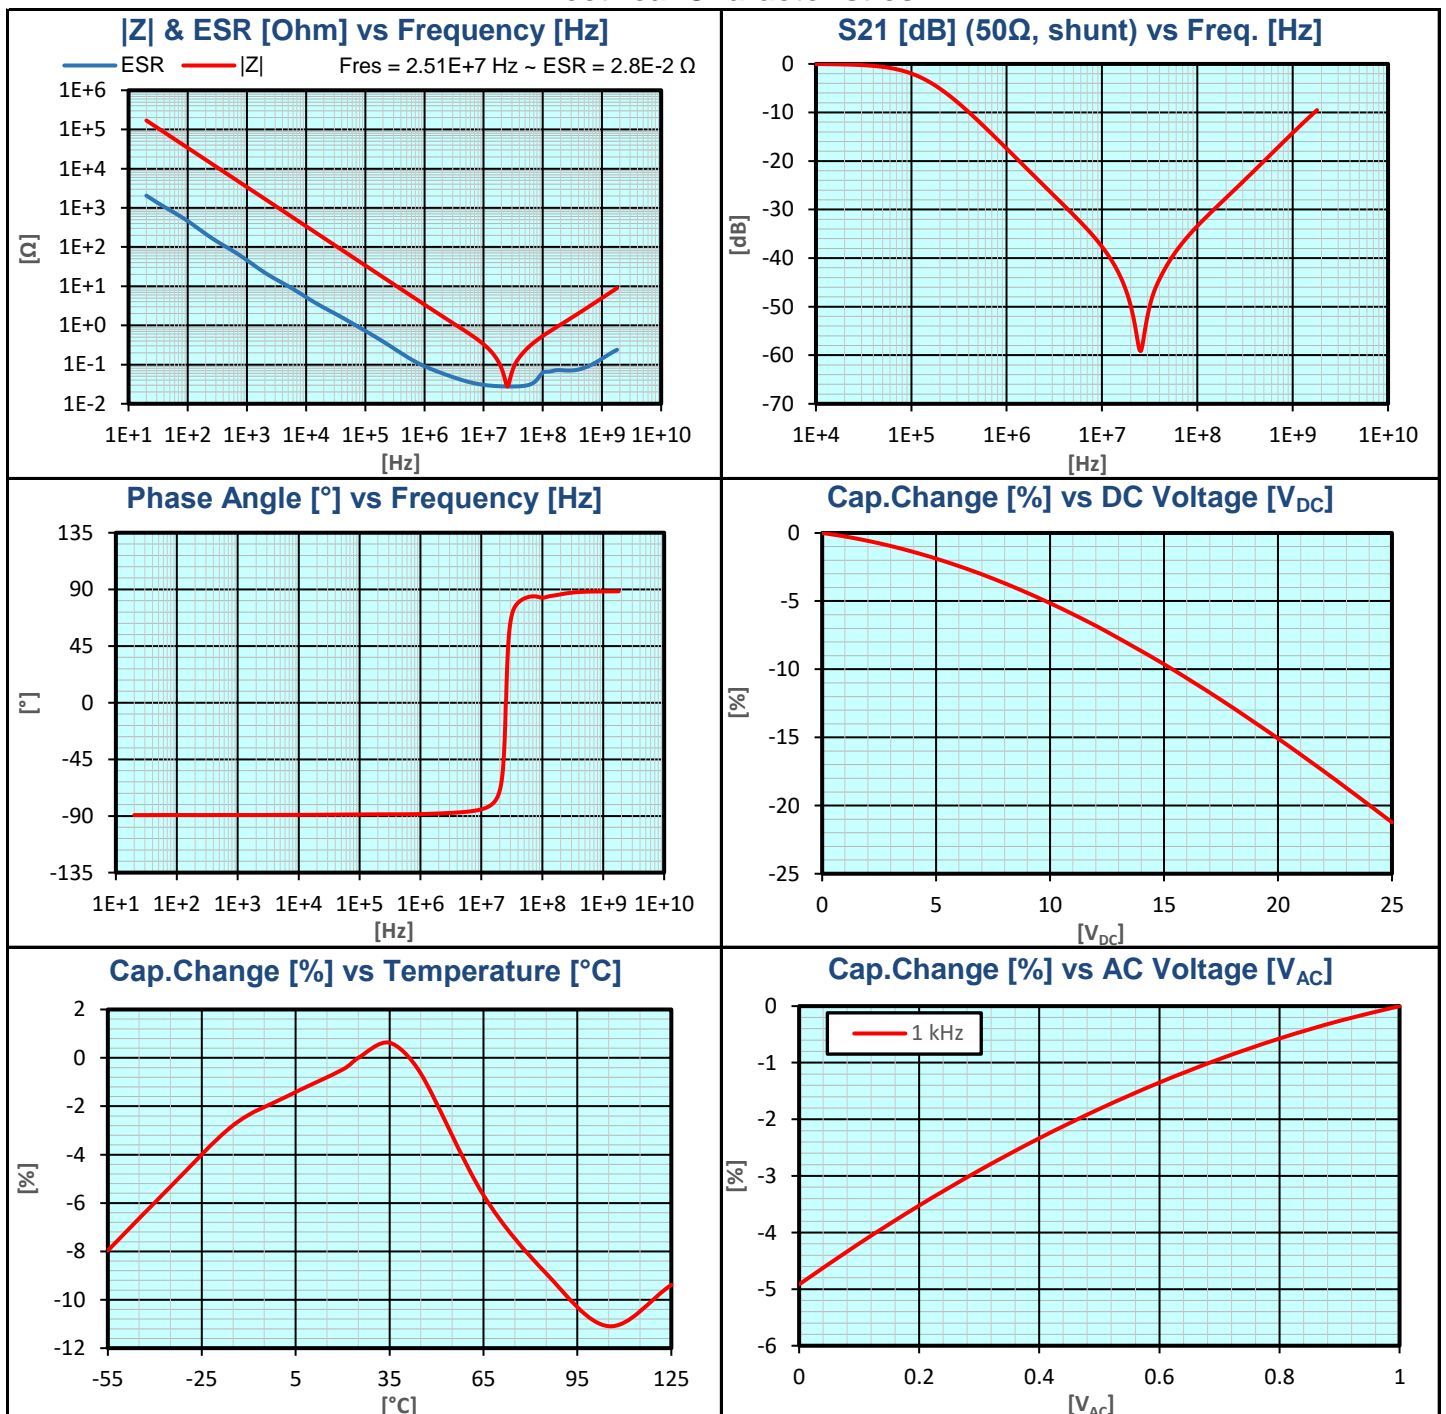 |Z| & ESR [Ohm] vs Frequency [Hz]
ESR |Z| Fres = 2.51E+7 Hz ~ ESR = 2.8E-2 Ω
1E+6
1E+5
1E+4
1E+3
1E+2
1E+1
1E+0
1E-1
1E-2
[Ω]
1E+1 1E+2 1E+3 1E+4 1E+5 1E+6 1E+7 1E+8 1E+9 1E+10
[Hz]
S21 [dB] (50Ω, shunt) vs Freq. [Hz]
0
-10
-20
-30
-40
-50
-60
-70
[dB]
1E+4 1E+5 1E+6 1E+7 1E+8 1E+9 1E+10
[Hz]
Phase Angle [°] vs Frequency [Hz]
135
90
45
0
-45
-90
-135
[°]
1E+1 1E+2 1E+3 1E+4 1E+5 1E+6 1E+7 1E+8 1E+9 1E+10
[Hz]
Cap.Change [%] vs DC Voltage [VDC]
0
-5
-10
-15
-20
-25
[%]
0 5 10 15 20 25
[VDC]
Cap.Change [%] vs Temperature [°C]
2
0
-2
-4
-6
-8
-10
-12
[%]
-55 -25 5 35 65 95 125
[°C]
Cap.Change [%] vs AC Voltage [VAC]
1 kHz
0
-1
-2
-3
-4
-5
-6
[%]
0 0.2 0.4 0.6 0.8 1
[VAC]